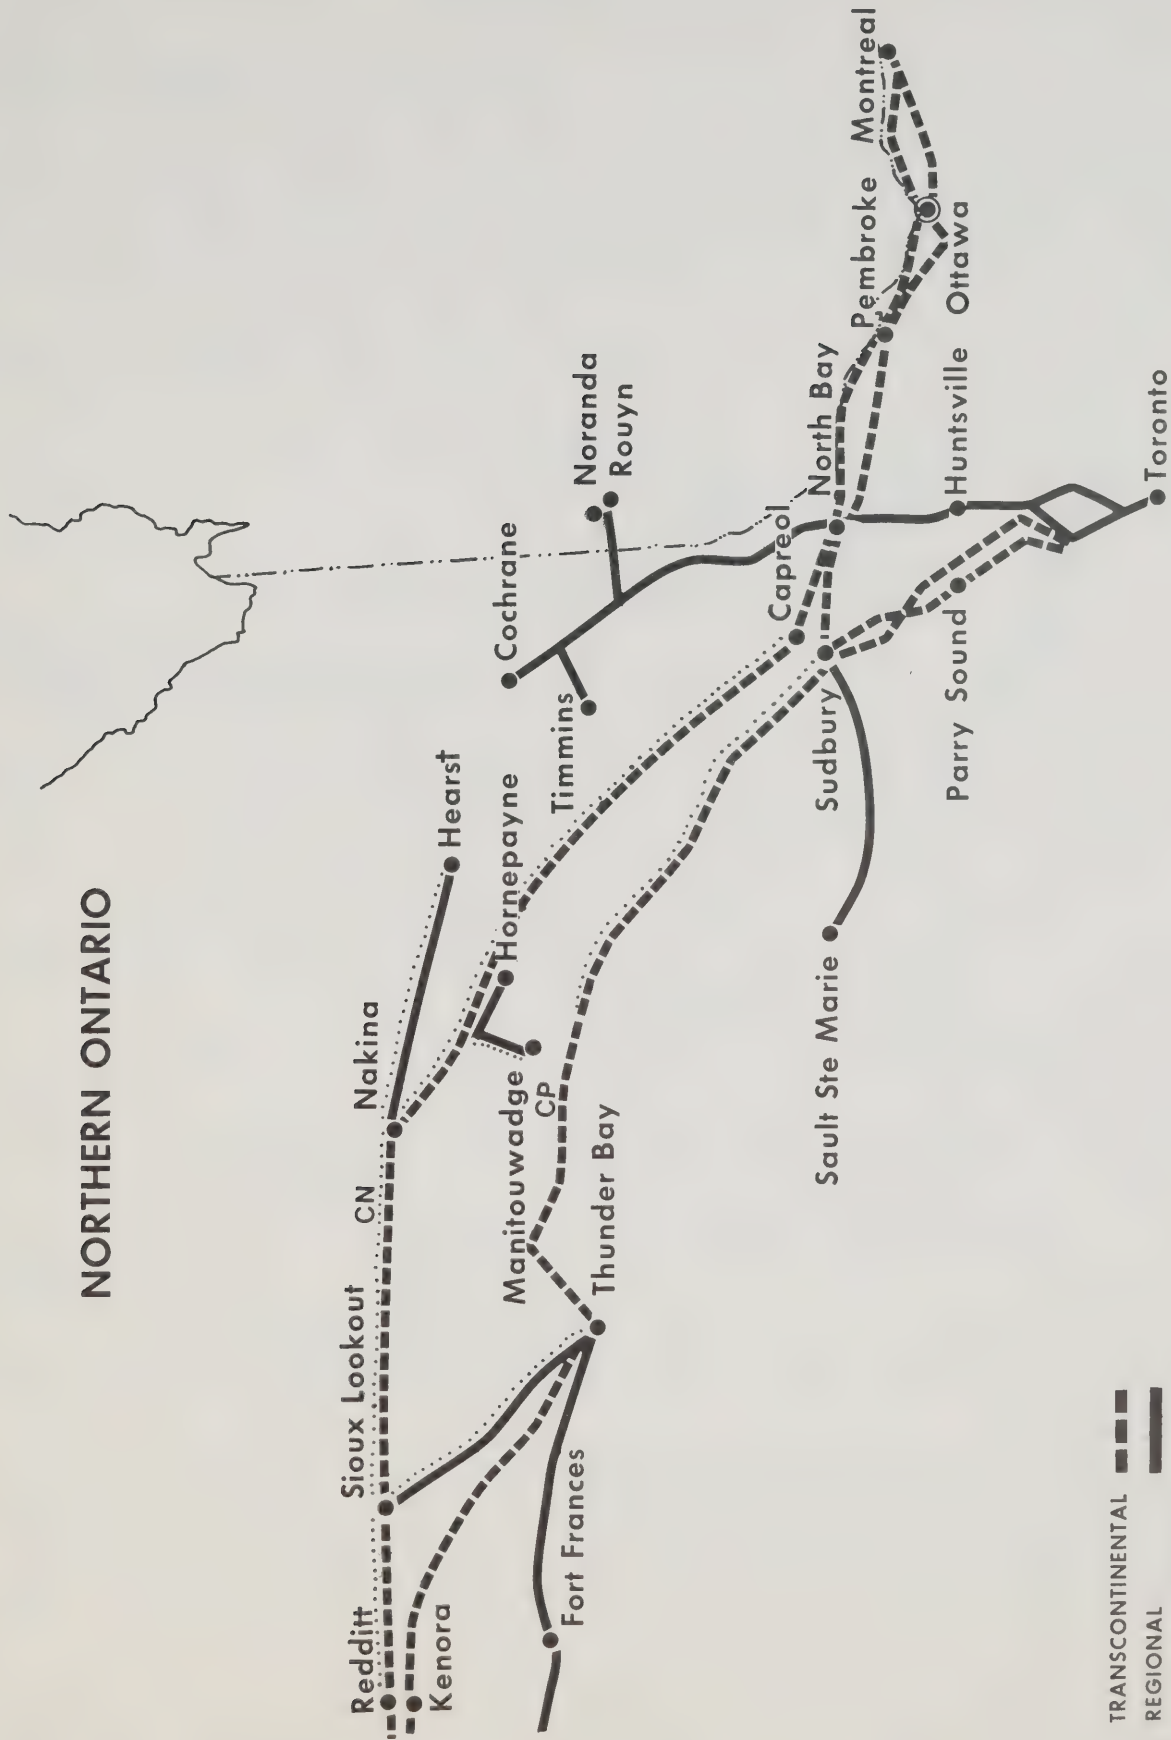 NORTHERN ONTARIO
Redditt
Kenora
Sioux Lookout
CN
Nakina
Hearst
Hornepayne
Manitouwadge
CP
Thunder Bay
Fort Frances
Cochrane
Timmins
Noranda
Rouyn
Capreol
North Bay
Pembroke
Montreal
Sudbury
Sault Ste Marie
Parry Sound
Huntsville
Ottawa
Toronto
TRANSCONTINENTAL
REGIONAL